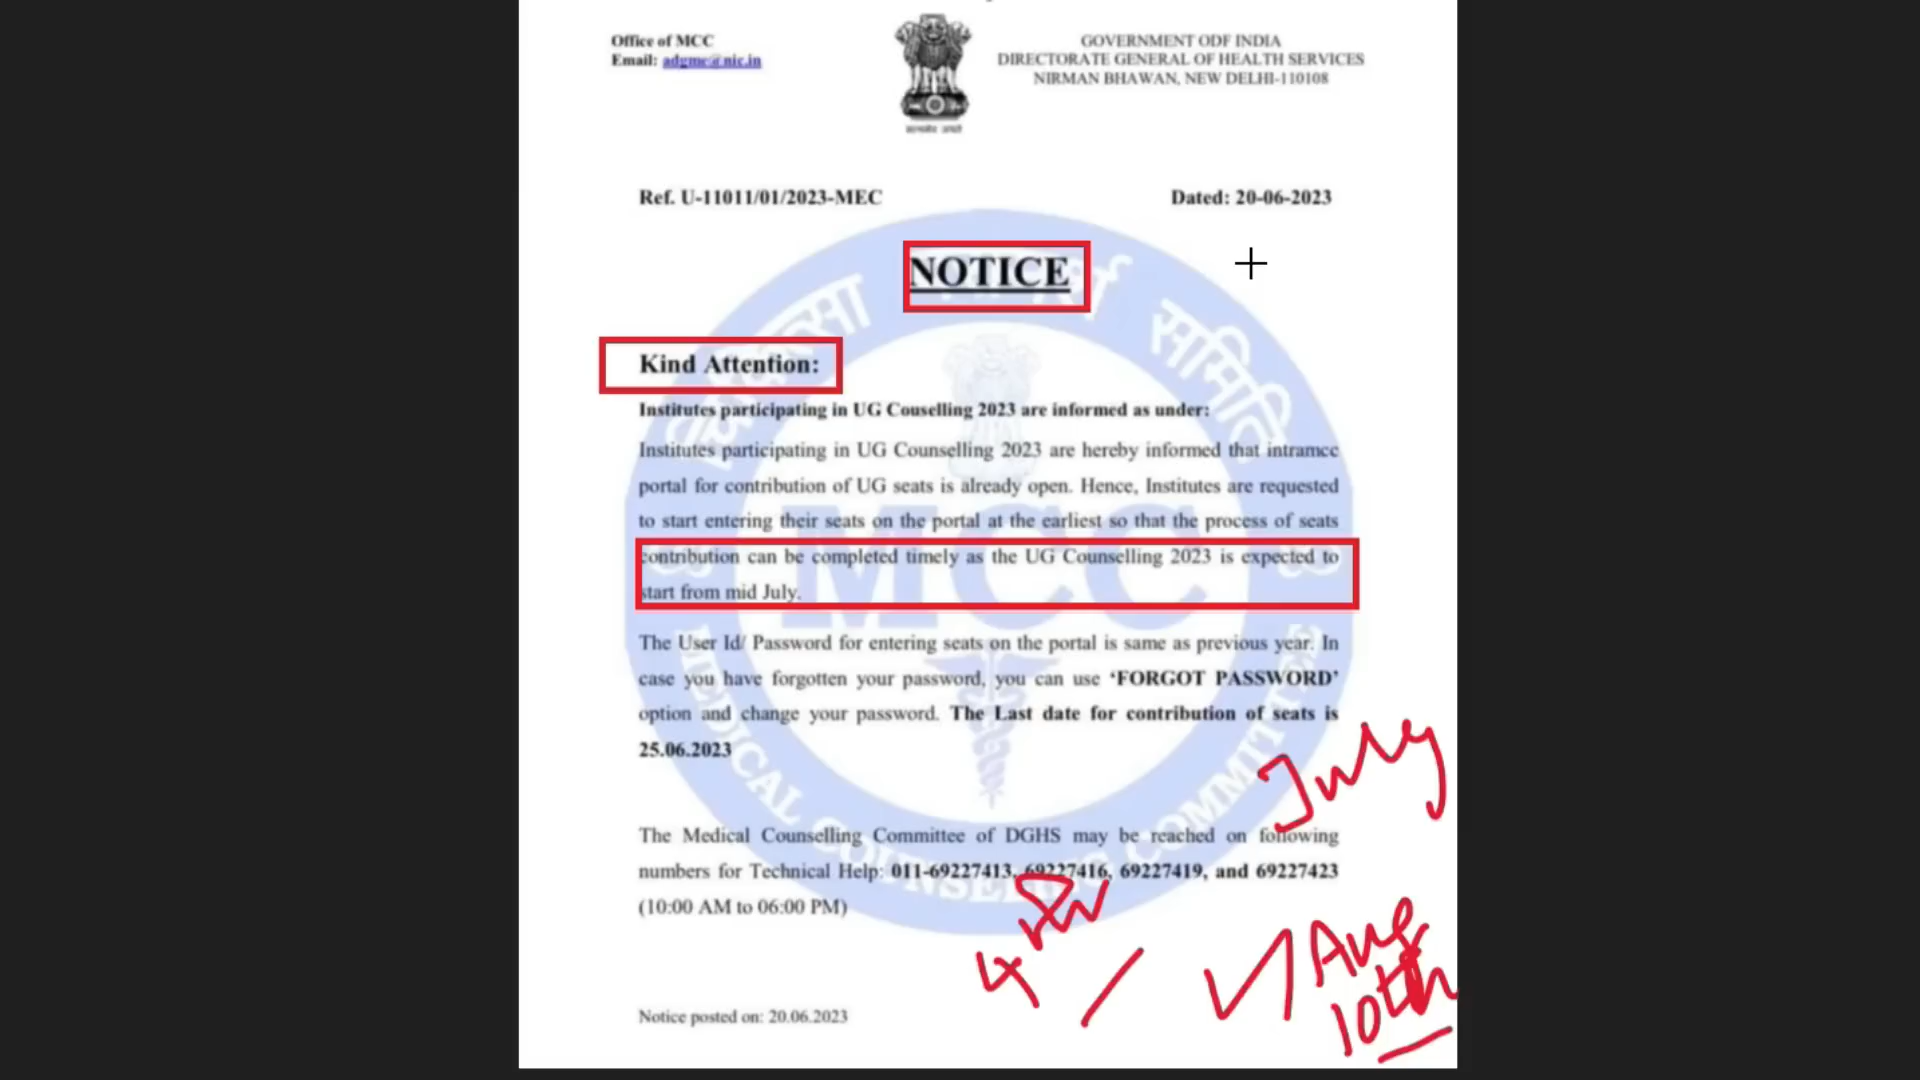 Office of MCC
Email: adgme@nic.in
GOVERNMENT ODF INDIA
DIRECTORATE GENERAL OF HEALTH SERVICES
NIRMAN BHAWAN, NEW DELHI-110108
सत्यमेव जयते
Ref. U-11011/01/2023-MEC
Dated: 20-06-2023
NOTICE
Kind Attention:
Institutes participating in UG Couselling 2023 are informed as under:
Institutes participating in UG Counselling 2023 are hereby informed that intramcc
portal for contribution of UG seats is already open. Hence, Institutes are requested
to start entering their seats on the portal at the earliest so that the process of seats
contribution can be completed timely as the UG Counselling 2023 is expected to
start from mid July.
The User Id/ Password for entering seats on the portal is same as previous year. In
case you have forgotten your password, you can use ‘FORGOT PASSWORD’
option and change your password. The Last date for contribution of seats is
25.06.2023
July
The Medical Counselling Committee of DGHS may be reached on following
numbers for Technical Help: 011-69227413, 69227416, 69227419, and 69227423
(10:00 AM to 06:00 PM)
4
Aug
10th
Notice posted on: 20.06.2023
समिति
MCC
MEDICAL COUNSELING COMMITTEE